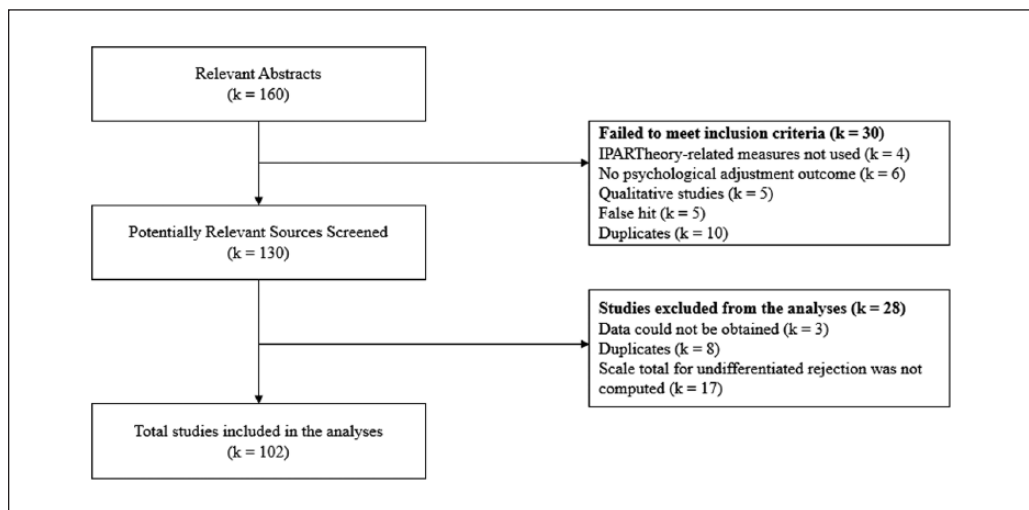 Relevant Abstracts
(k = 160)
Failed to meet inclusion criteria (k = 30)
IPARTheory-related measures not used (k = 4)
No psychological adjustment outcome (k = 6)
Qualitative studies (k = 5)
False hit (k = 5)
Duplicates (k = 10)
Potentially Relevant Sources Screened
(k = 130)
Studies excluded from the analyses (k = 28)
Data could not be obtained (k = 3)
Duplicates (k = 8)
Scale total for undifferentiated rejection was not
computed (k = 17)
Total studies included in the analyses
(k = 102)